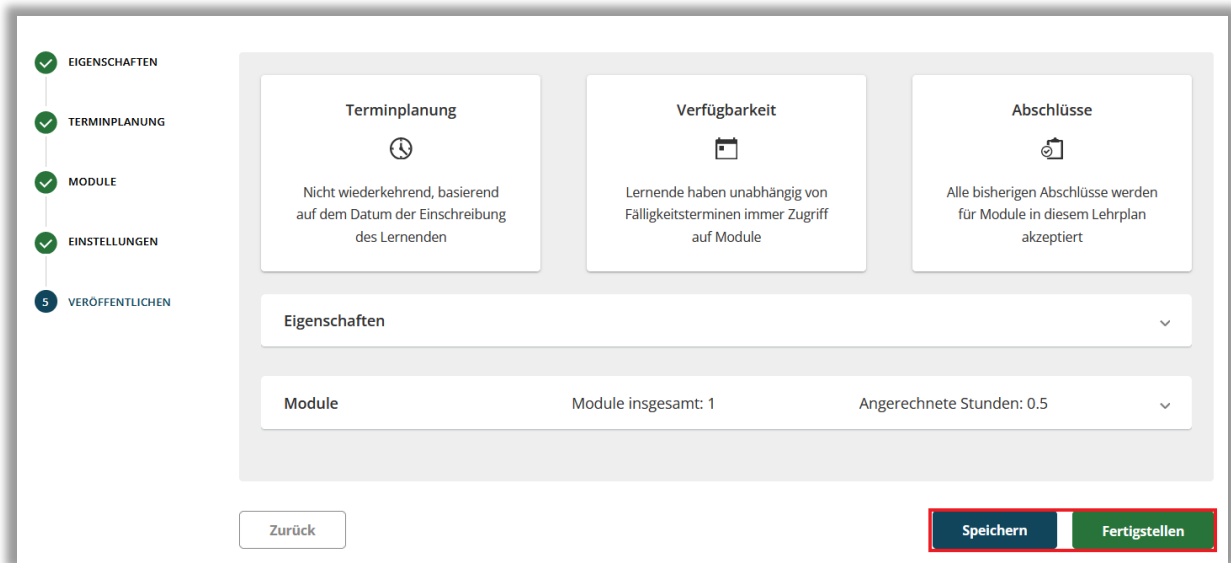 EIGENSCHAFTEN
TERMINPLANUNG
MODULE
EINSTELLUNGEN
5 VERÖFFENTLICHEN
Terminplanung
Nicht wiederkehrend, basierend
auf dem Datum der Einschreibung
des Lernenden
Verfügbarkeit
Lernende haben unabhängig von
Fälligkeitsterminen immer Zugriff
auf Module
Abschlüsse
Alle bisherigen Abschlüsse werden
für Module in diesem Lehrplan
akzeptiert
Eigenschaften
Module Module insgesamt: 1 Angerechnete Stunden: 0.5
Zurück Speichern Fertigstellen